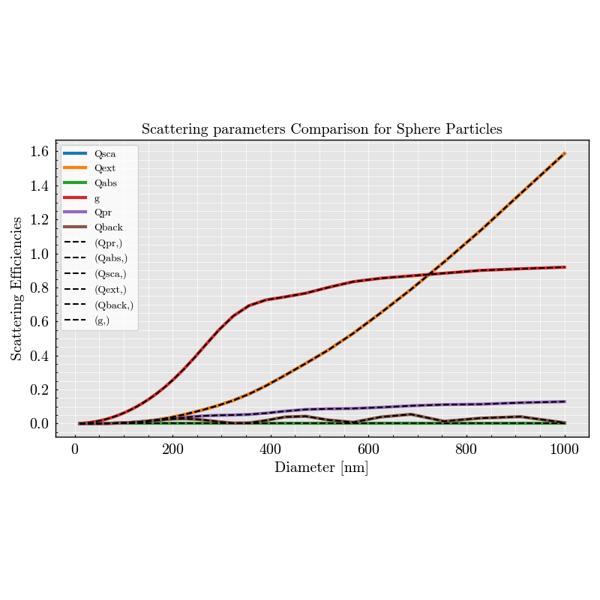 Scattering parameters Comparison for Sphere Particles
Scattering Efficiencies
1.6
1.4
1.2
1.0
0.8
0.6
0.4
0.2
0.0
Qsca
Qext
Qabs
g
Qpr
Qback
(Qpr,)
(Qabs,)
(Qsca,)
(Qext,)
(Qback,)
(g,)
0 200 400 600 800 1000
Diameter [nm]